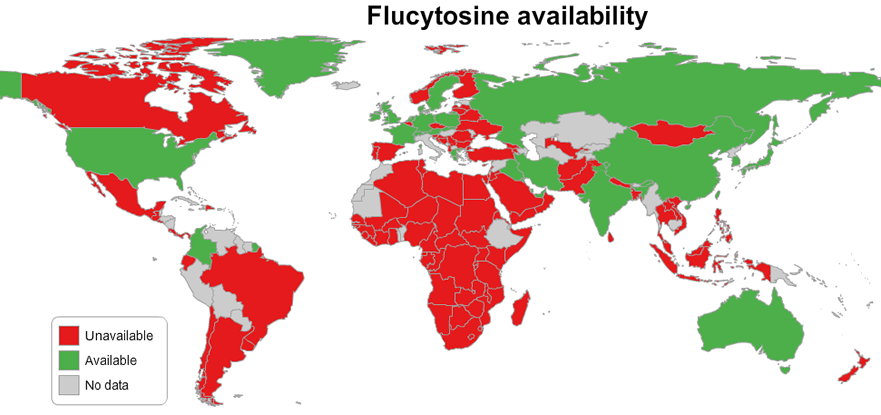 Flucytosine availability
Unavailable
Available
No data